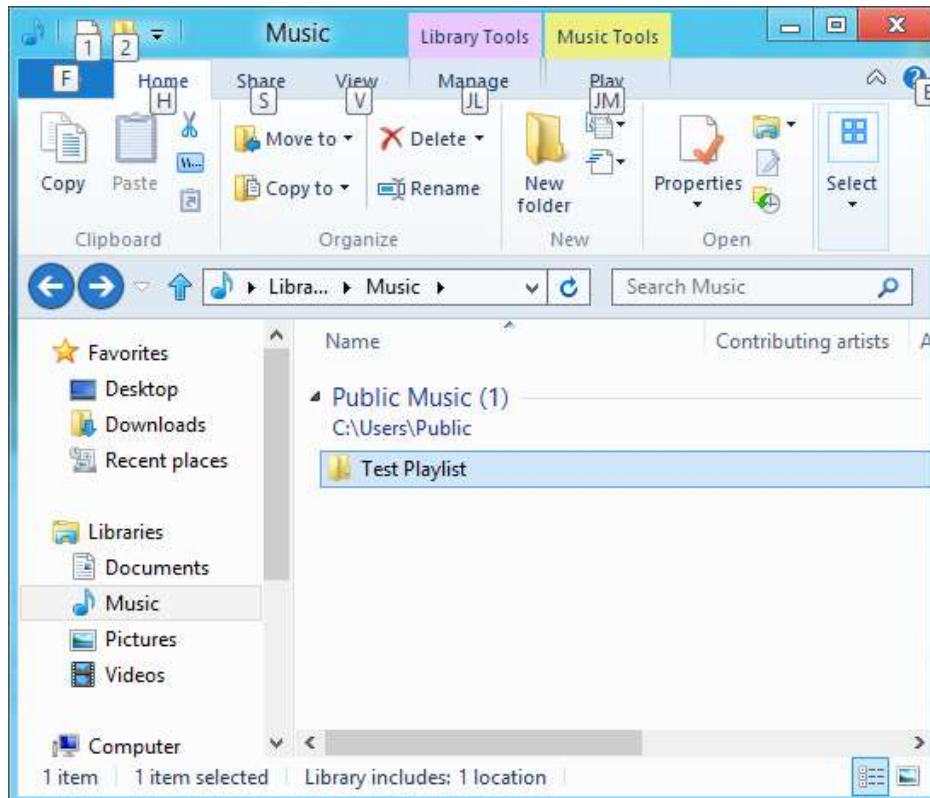 Music Library Tools Music Tools
1 2
F Home Share View Manage Play
H S V JL JM E
Copy Paste W... Move to Delete New folder Properties Select
Copy to Rename
Clipboard Organize New Open
Libra... Music Search Music
Name Contributing artists A
Favorites
Desktop
Downloads
Recent places
Public Music (1)
C:\Users\Public
Test Playlist
Libraries
Documents
Music
Pictures
Videos
Computer
1 item 1 item selected Library includes: 1 location